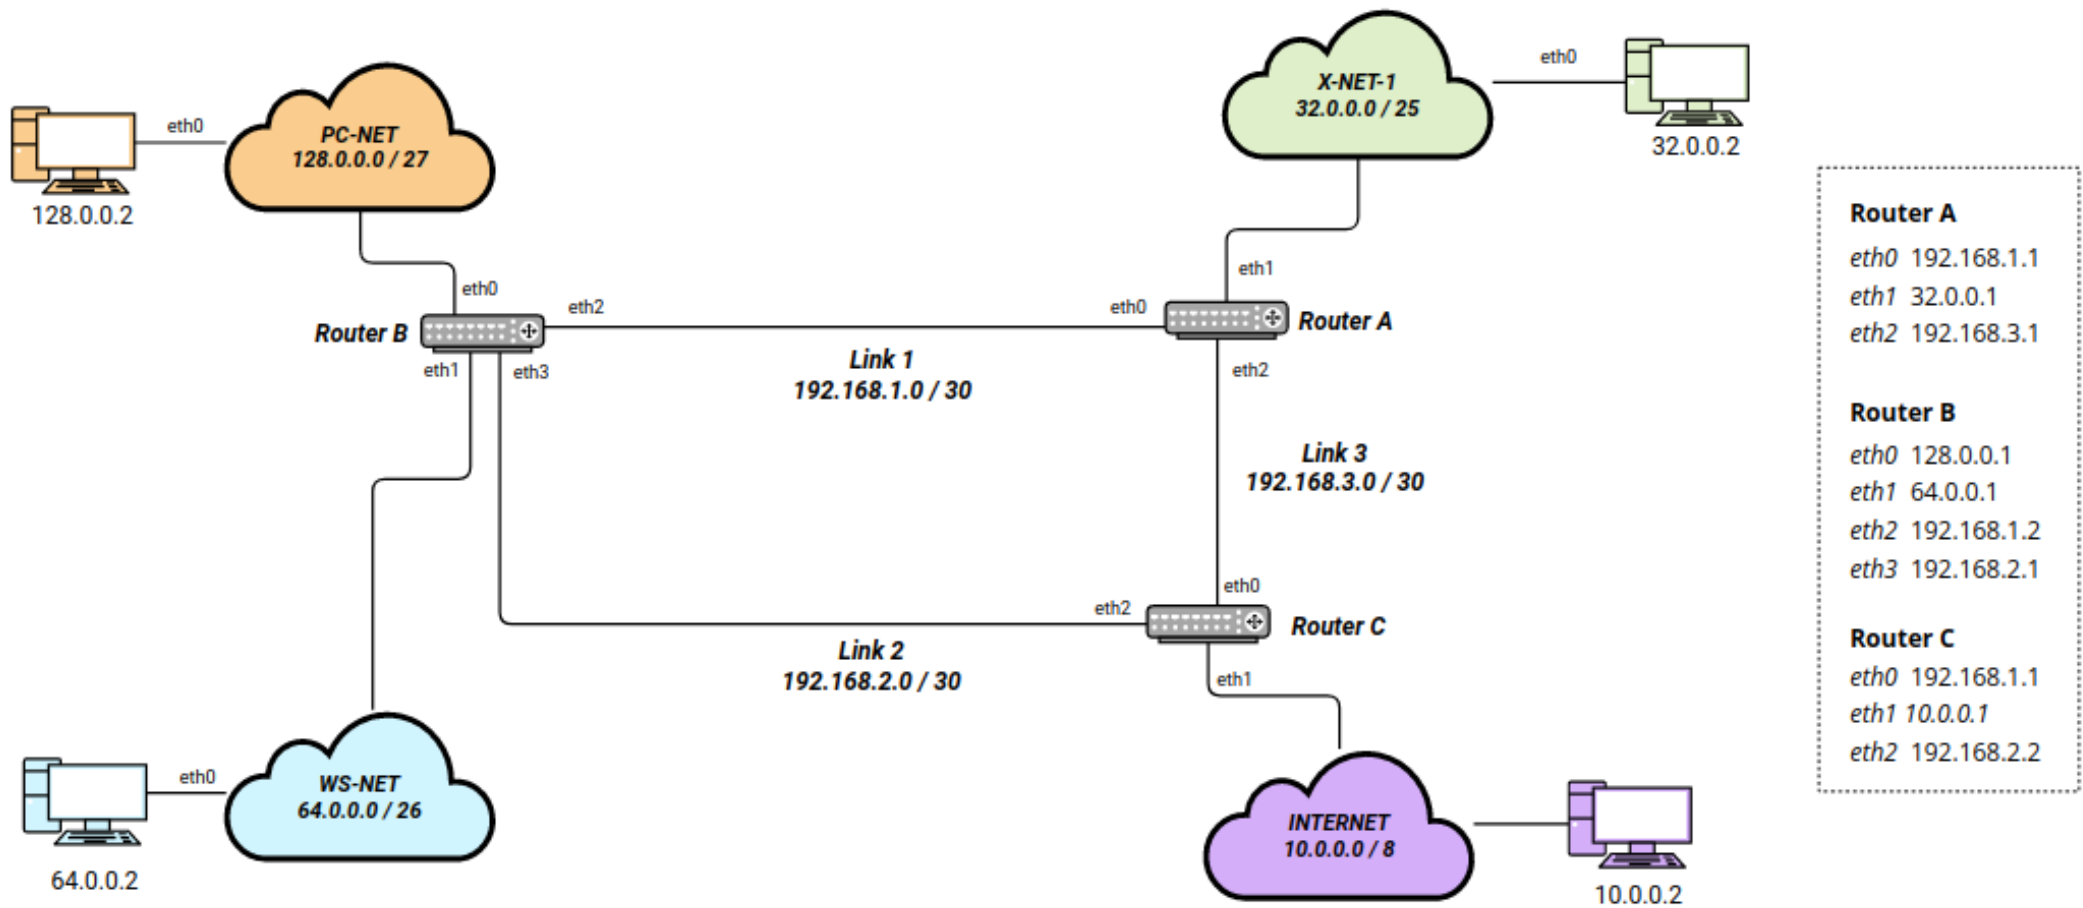 eth0
PC-NET
128.0.0.0 / 27
128.0.0.2
X-NET-1
32.0.0.0 / 25
eth0
32.0.0.2
eth0
Router B
eth2
eth1
eth3
Link 1
192.168.1.0 / 30
eth1
eth0
Router A
eth2
Link 3
192.168.3.0 / 30
eth0
eth2
Router C
Link 2
192.168.2.0 / 30
eth1
eth0
WS-NET
64.0.0.0 / 26
64.0.0.2
INTERNET
10.0.0.0 / 8
10.0.0.2
Router A
eth0 192.168.1.1
eth1 32.0.0.1
eth2 192.168.3.1
Router B
eth0 128.0.0.1
eth1 64.0.0.1
eth2 192.168.1.2
eth3 192.168.2.1
Router C
eth0 192.168.1.1
eth1 10.0.0.1
eth2 192.168.2.2